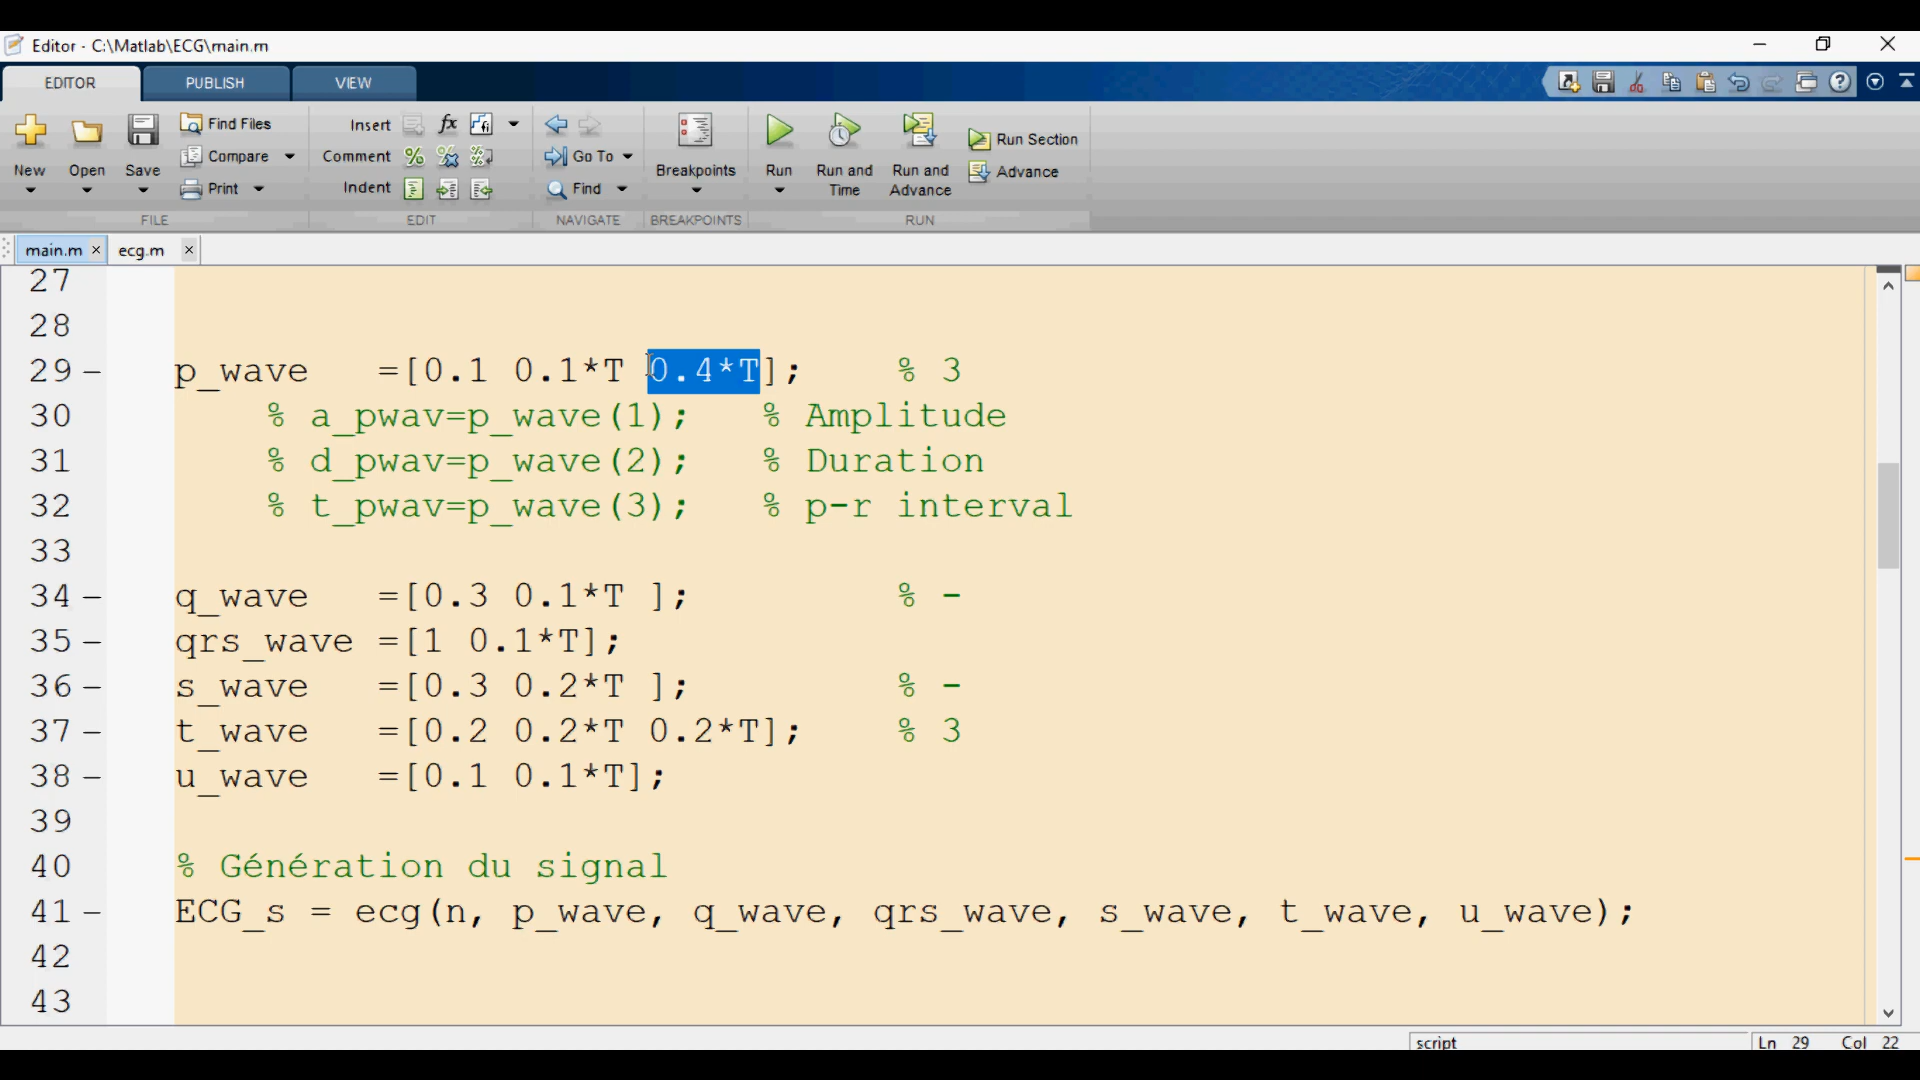 Editor - C:\Matlab\ECG\main.m
EDITOR PUBLISH VIEW
New Open Save Find Files Compare Print
FILE
Insert fx
Comment
Indent
EDIT
Go To
Find
NAVIGATE
Breakpoints
BREAKPOINTS
Run Run and Time Run and Advance Run Section Advance
RUN
main.m ecg.m
27
28
29 – p_wave =[0.1 0.1*T 0.4*T]; % 3
30 % a_pwav=p_wave(1); % Amplitude
31 % d_pwav=p_wave(2); % Duration
32 % t_pwav=p_wave(3); % p-r interval
33
34 – q_wave =[0.3 0.1*T ]; % -
35 – qrs_wave =[1 0.1*T];
36 – s_wave =[0.3 0.2*T ]; % -
37 – t_wave =[0.2 0.2*T 0.2*T]; % 3
38 – u_wave =[0.1 0.1*T];
39
40 % Génération du signal
41 – ECG_s = ecg(n, p_wave, q_wave, qrs_wave, s_wave, t_wave, u_wave);
42
43
script Ln 29 Col 22